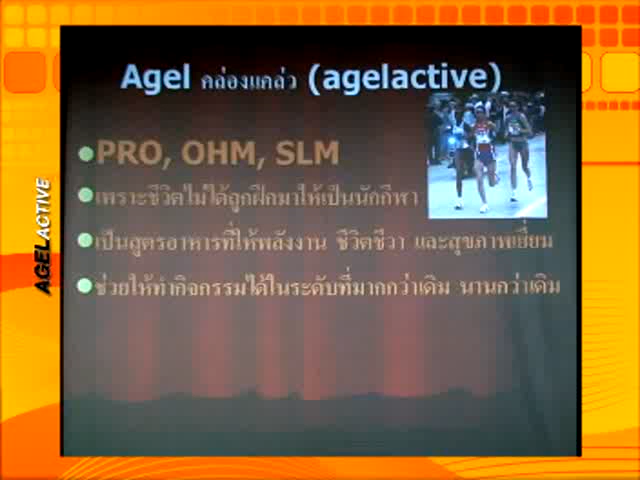 Agel คล่องแคล่ว (agelactive)
PRO, OHM, SLM
เพราะชีวิตไม่ได้ถูกฝึกมาให้เป็นนักกีฬา
เป็นสูตรอาหารที่ให้พลังงาน ชีวิตชีวา และสุขภาพเยี่ยม
ช่วยให้ทำกิจกรรมได้ในระดับที่มากกว่าเดิม นานกว่าเดิม
AGELACTIVE